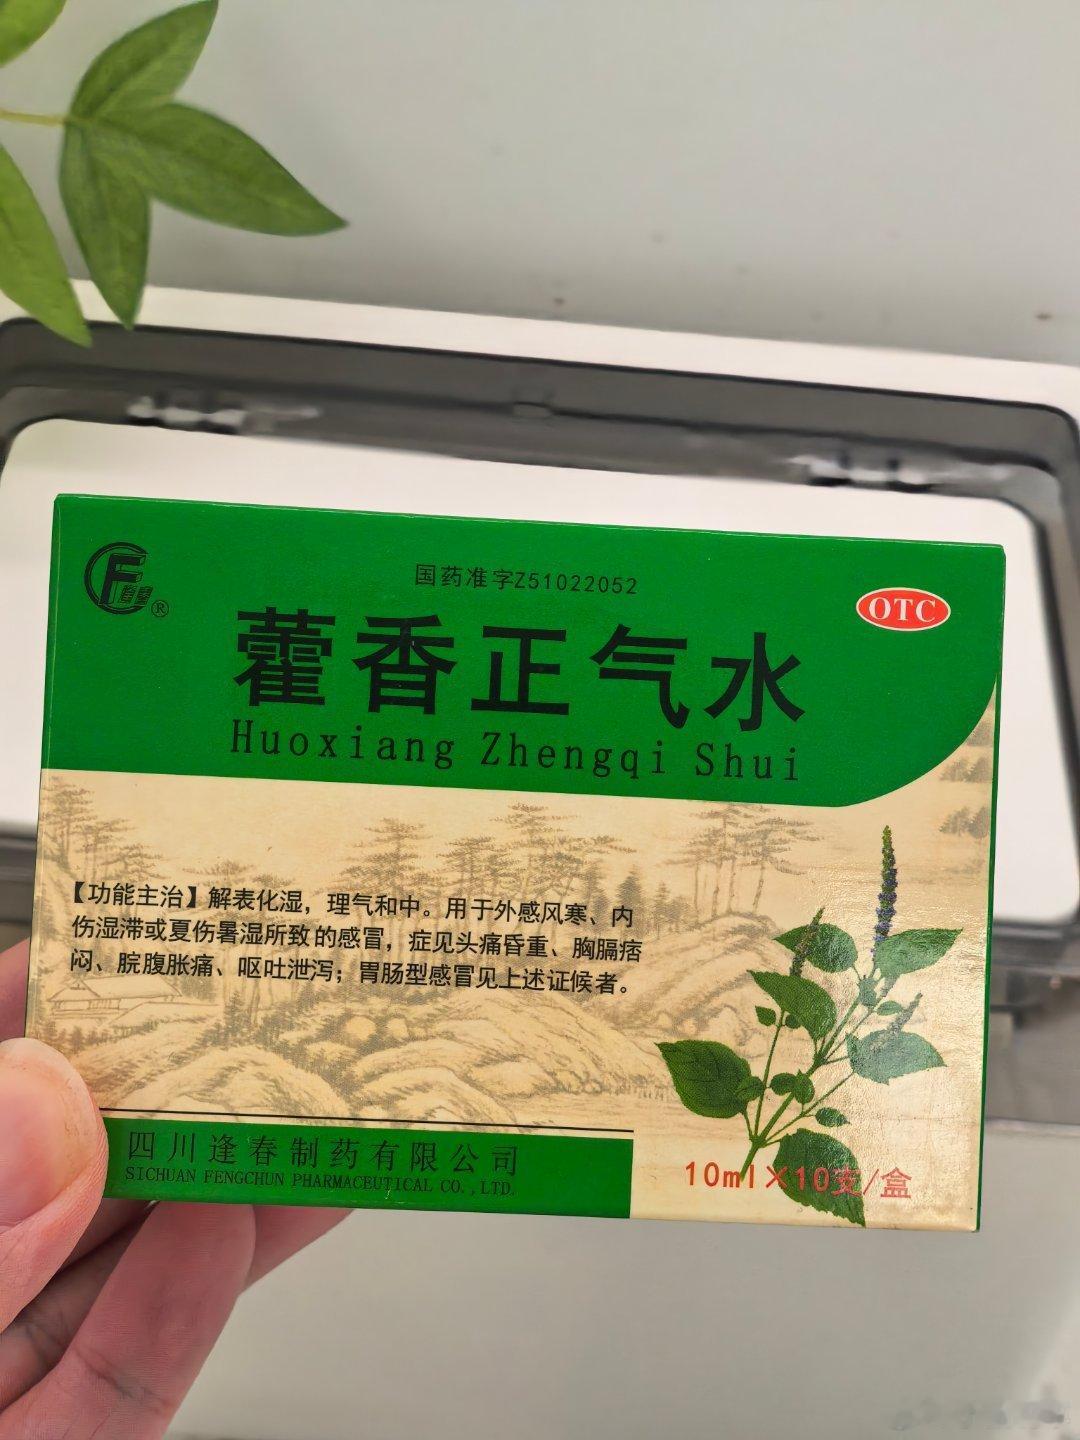 国药准字Z51022052
OTC
®
藿香正气水
Huoxiang Zhengqi Shui
【功能主治】解表化湿，理气和中。用于外感风寒、内
伤湿滞或夏伤暑湿所致的感冒，症见头痛昏重、胸膈痞
闷、脘腹胀痛、呕吐泄泻；胃肠型感冒见上述证候者。
四川逢春制药有限公司
SICHUAN FENGCHUN PHARMACEUTICAL CO.,LTD.
10ml×10支/盒